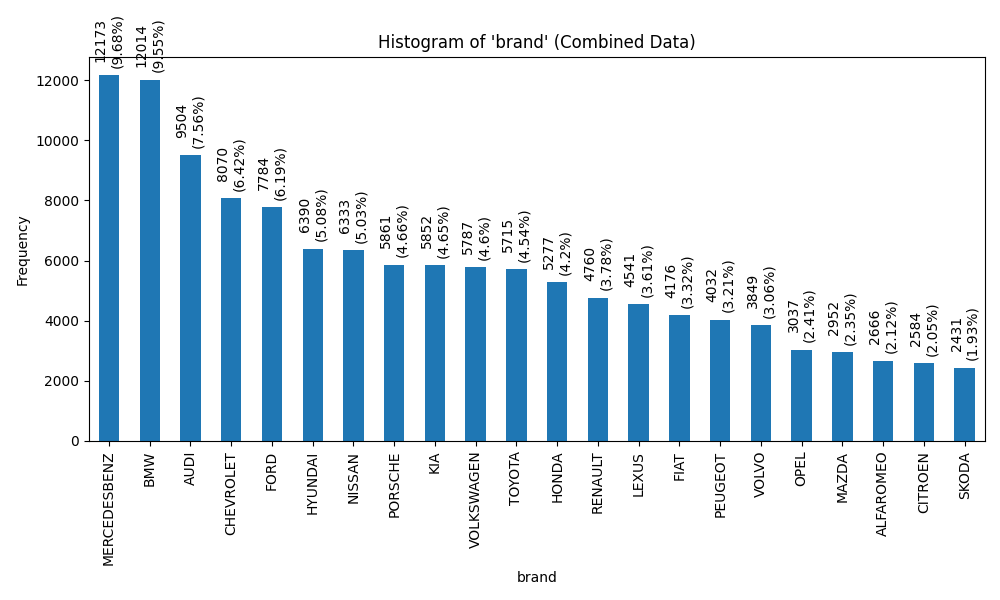 Histogram of 'brand' (Combined Data)
12173
(9.68%)
12014
(9.55%)
9504
(7.56%)
8070
(6.42%)
7784
(6.19%)
6390
(5.08%)
6333
(5.03%)
5861
(4.66%)
5852
(4.65%)
5787
(4.6%)
5715
(4.54%)
5277
(4.2%)
4760
(3.78%)
4541
(3.61%)
4176
(3.32%)
4032
(3.21%)
3849
(3.06%)
3037
(2.41%)
2952
(2.35%)
2666
(2.12%)
2584
(2.05%)
2431
(1.93%)
Frequency
12000
10000
8000
6000
4000
2000
0
MERCEDESBENZ
BMW
AUDI
CHEVROLET
FORD
HYUNDAI
NISSAN
PORSCHE
KIA
VOLKSWAGEN
TOYOTA
HONDA
RENAULT
LEXUS
FIAT
PEUGEOT
VOLVO
OPEL
MAZDA
ALFAROMEO
CITROEN
SKODA
brand